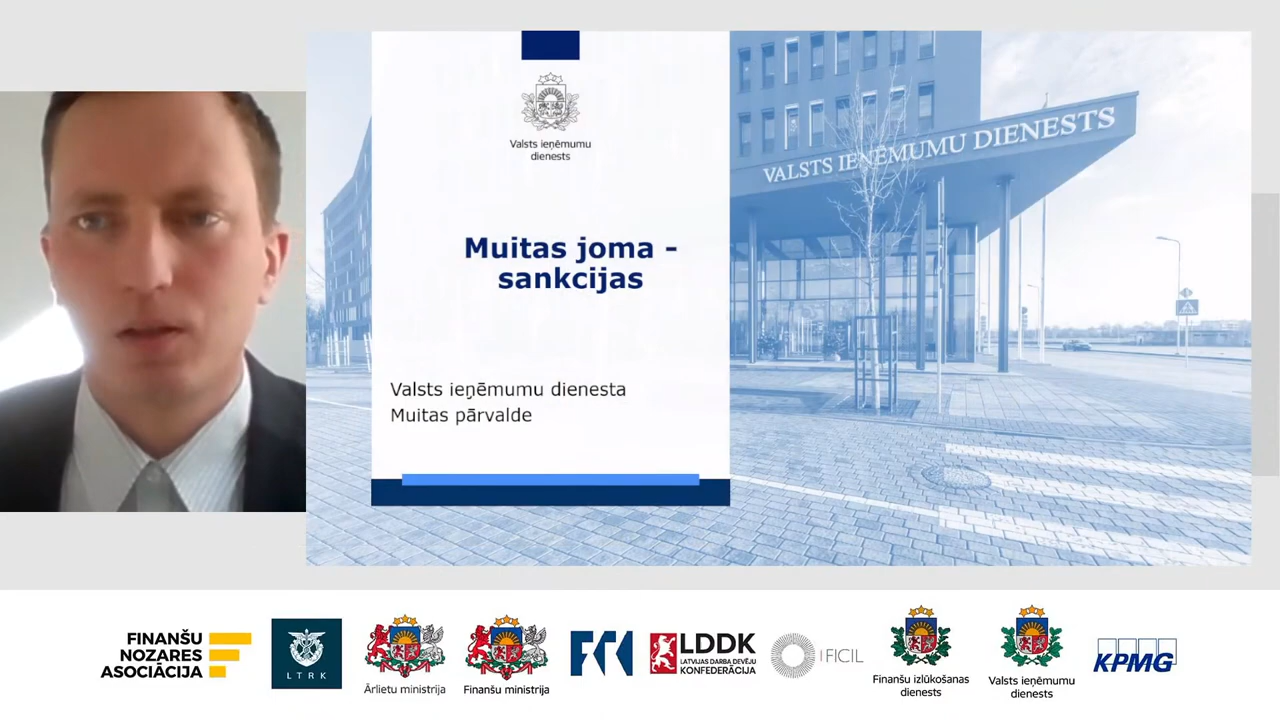 Valsts ieņēmumu
dienests
Muitas joma -
sankcijas
Valsts ieņēmumu dienesta
Muitas pārvalde
VALSTS IEŅĒMUMU DIENESTS
FINANŠU
NOZARES
ASOCIĀCIJA
LTRK
Ārlietu ministrija
Finanšu ministrija
FCI
LDDK
LATVIJAS DARBA DEVĒJU
KONFEDERĀCIJA
FICIL
Finanšu izlūkošanas
dienests
Valsts ieņēmumu
dienests
KPMG